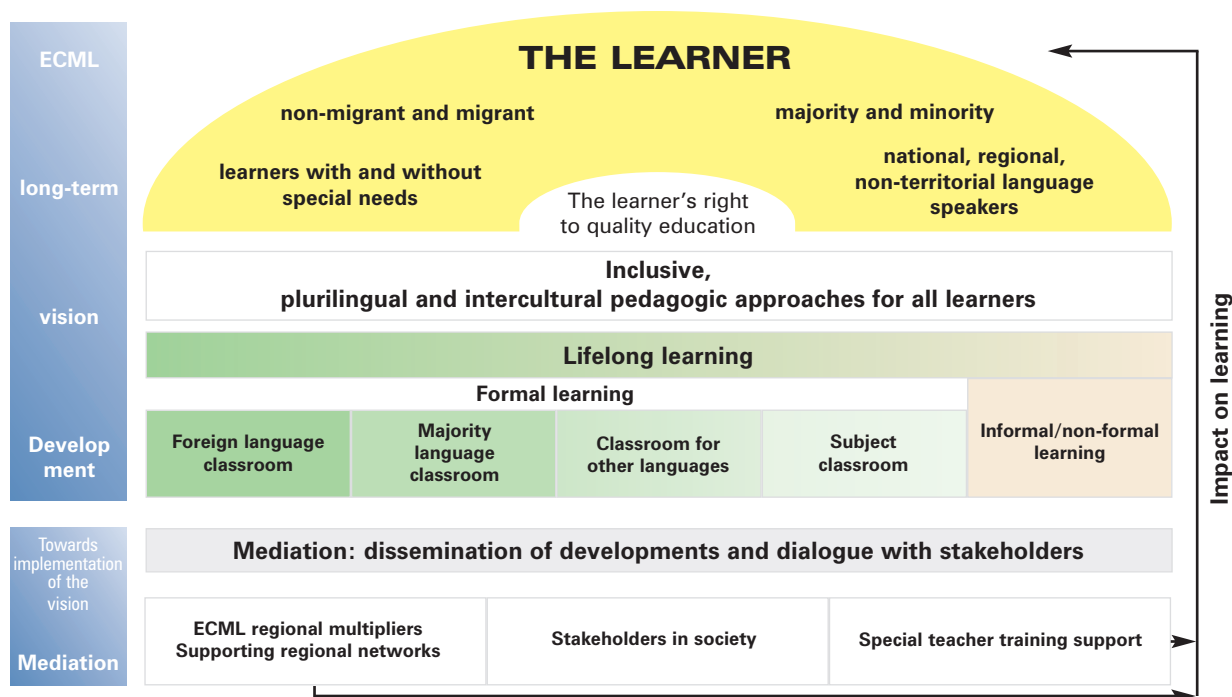 ECML
long-term
vision
Develop
ment
THE LEARNER
non-migrant and migrant
majority and minority
learners with and without
special needs
national, regional,
non-territorial language
speakers
The learner's right
to quality education
Inclusive,
plurilingual and intercultural pedagogic approaches for all learners
Lifelong learning
Formal learning
Foreign language
classroom
Majority
language
classroom
Classroom for
other languages
Subject
classroom
Informal/non-formal
learning
Impact on learning
Towards
implementation
of the
vision
Mediation
Mediation: dissemination of developments and dialogue with stakeholders
ECML regional multipliers
Supporting regional networks
Stakeholders in society
Special teacher training support